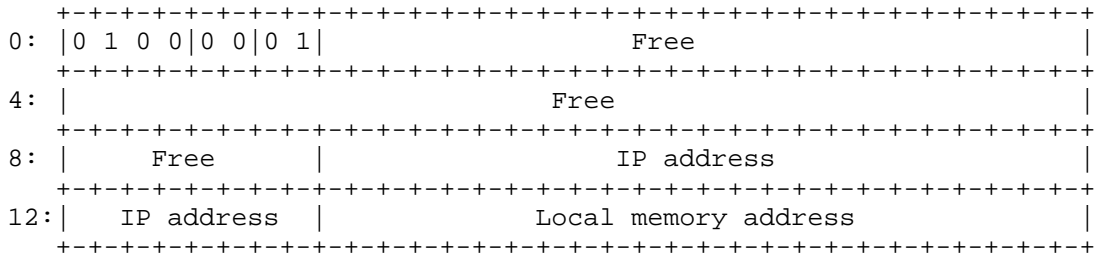 +-+-+-+-+-+-+-+-+-+-+-+-+-+-+-+-+-+-+-+-+-+-+-+-+-+-+-+-+-+-+-+-+
0: |0 1 0 0|0 0|0 1|                   Free                        |
   +-+-+-+-+-+-+-+-+-+-+-+-+-+-+-+-+-+-+-+-+-+-+-+-+-+-+-+-+-+-+-+-+
4: |                              Free                             |
   +-+-+-+-+-+-+-+-+-+-+-+-+-+-+-+-+-+-+-+-+-+-+-+-+-+-+-+-+-+-+-+-+
8: |     Free      |                   IP address                  |
   +-+-+-+-+-+-+-+-+-+-+-+-+-+-+-+-+-+-+-+-+-+-+-+-+-+-+-+-+-+-+-+-+
12:|   IP address  |             Local memory address              |
   +-+-+-+-+-+-+-+-+-+-+-+-+-+-+-+-+-+-+-+-+-+-+-+-+-+-+-+-+-+-+-+-+